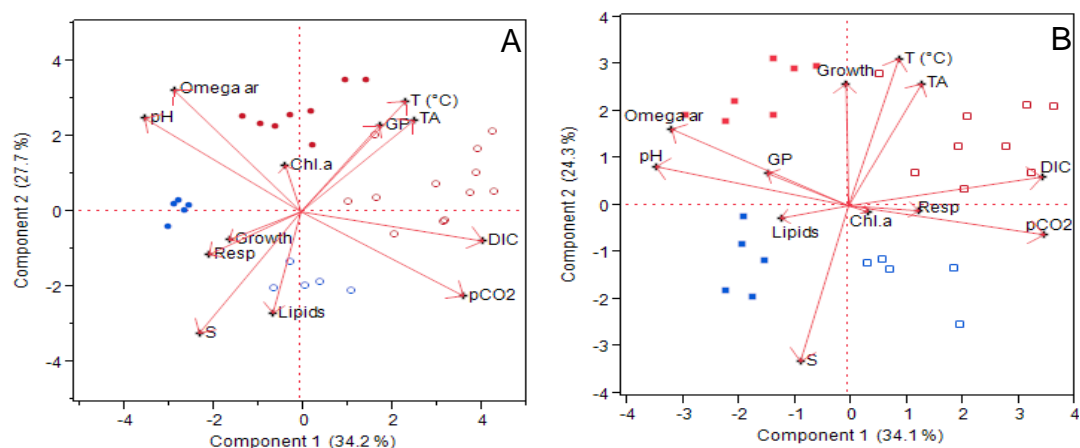 A
4
2
0
-2
-4
Component 2 (27.7 %)
Omega ar
pH
T (°C)
GP
TA
Chl.a
Growth
Resp
DIC
pCO2
Lipids
S
-4
-2
0
2
4
Component 1 (34.2 %)
B
4
3
2
1
0
-1
-2
-3
-4
Component 2 (24.3 %)
T (°C)
Growth
TA
Omega ar
pH
GP
DIC
Resp
Lipids
Chl.a
pCO2
S
-4
-3
-2
-1
0
1
2
3
4
Component 1 (34.1 %)